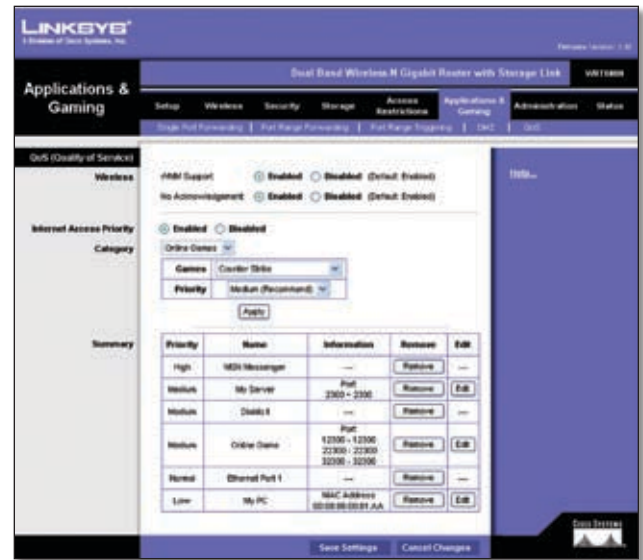 LINKSYS®
A Division of Cisco Systems, Inc.
Dual Band Wireless-N Gigabit Router with Storage Link
Applications & Gaming
Setup Wireless Security Storage Access Restrictions Applications & Gaming Administration Status
Single Port Forwarding | Port Range Forwarding | Port Range Triggering | DMZ | QoS
QoS (Quality of Service)
Wireless
WMM Support: Enabled Disabled (Default: Enabled)
No Acknowledgement: Enabled Disabled (Default: Enabled)
Internet Access Priority
Enabled Disabled
Category
Online Games
Games Counter Strike
Priority Medium (Recommend)
Apply
Help...
Summary
Priority Name Information Remove Edit
High MSN Messenger --- Remove ---
Medium My Server Port 2300 ~ 2300 Remove Edit
Medium Diablo II --- Remove ---
Medium Online Game Port 12300 - 12300 22300 - 22300 32300 - 32300 Remove Edit
Normal Ethernet Port 1 --- Remove ---
Low My PC MAC Address 00:00:00:00:01:AA Remove Edit
Save Settings Cancel Changes
Cisco Systems